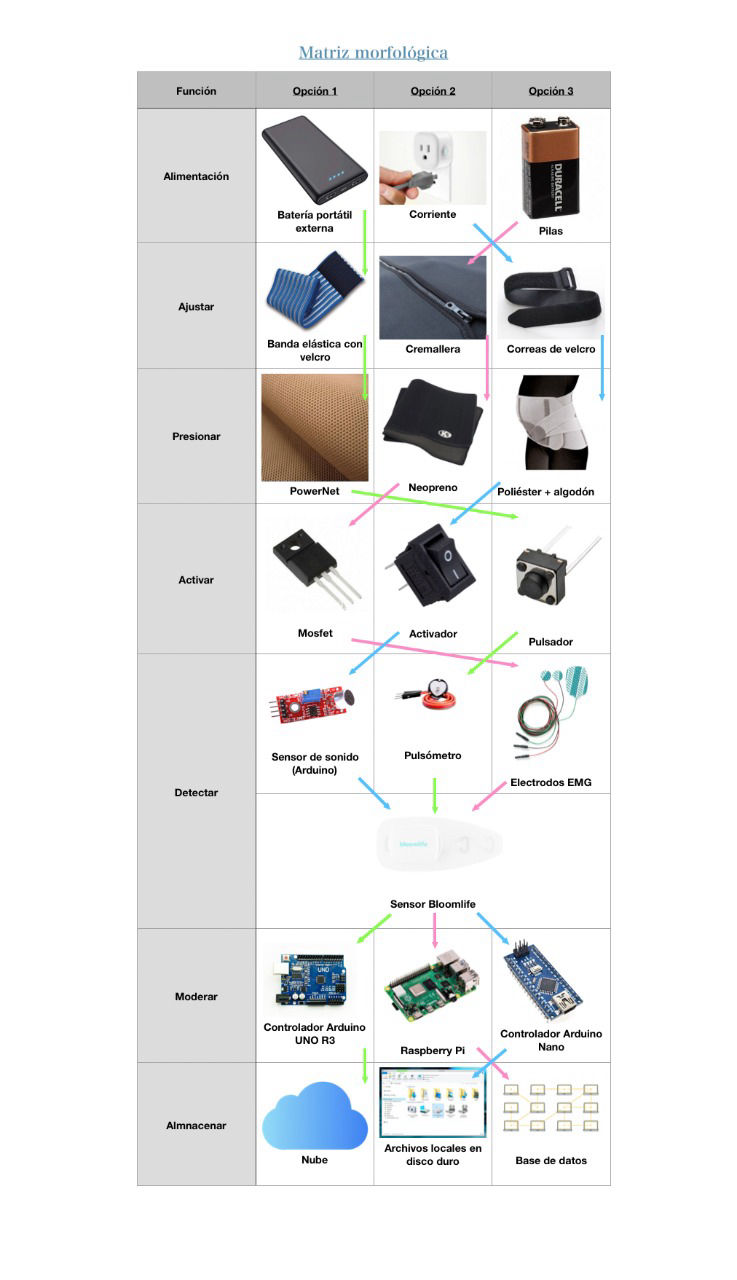 Matriz morfológica
Función
Opción 1
Opción 2
Opción 3
Alimentación
DURACELL
Batería portátil
externa
Corriente
Pilas
Ajustar
Banda elástica con
velcro
Cremallera
Correas de velcro
Presionar
K
PowerNet
Neopreno
Poliéster + algodón
Activar
Mosfet
Activador
Pulsador
Detectar
Sensor de sonido
(Arduino)
Pulsómetro
Electrodos EMG
bloomlife
Sensor Bloomlife
Moderar
UNO
Controlador Arduino
UNO R3
Raspberry Pi
Controlador Arduino
Nano
Almnacenar
Nube
Archivos locales en
disco duro
Base de datos